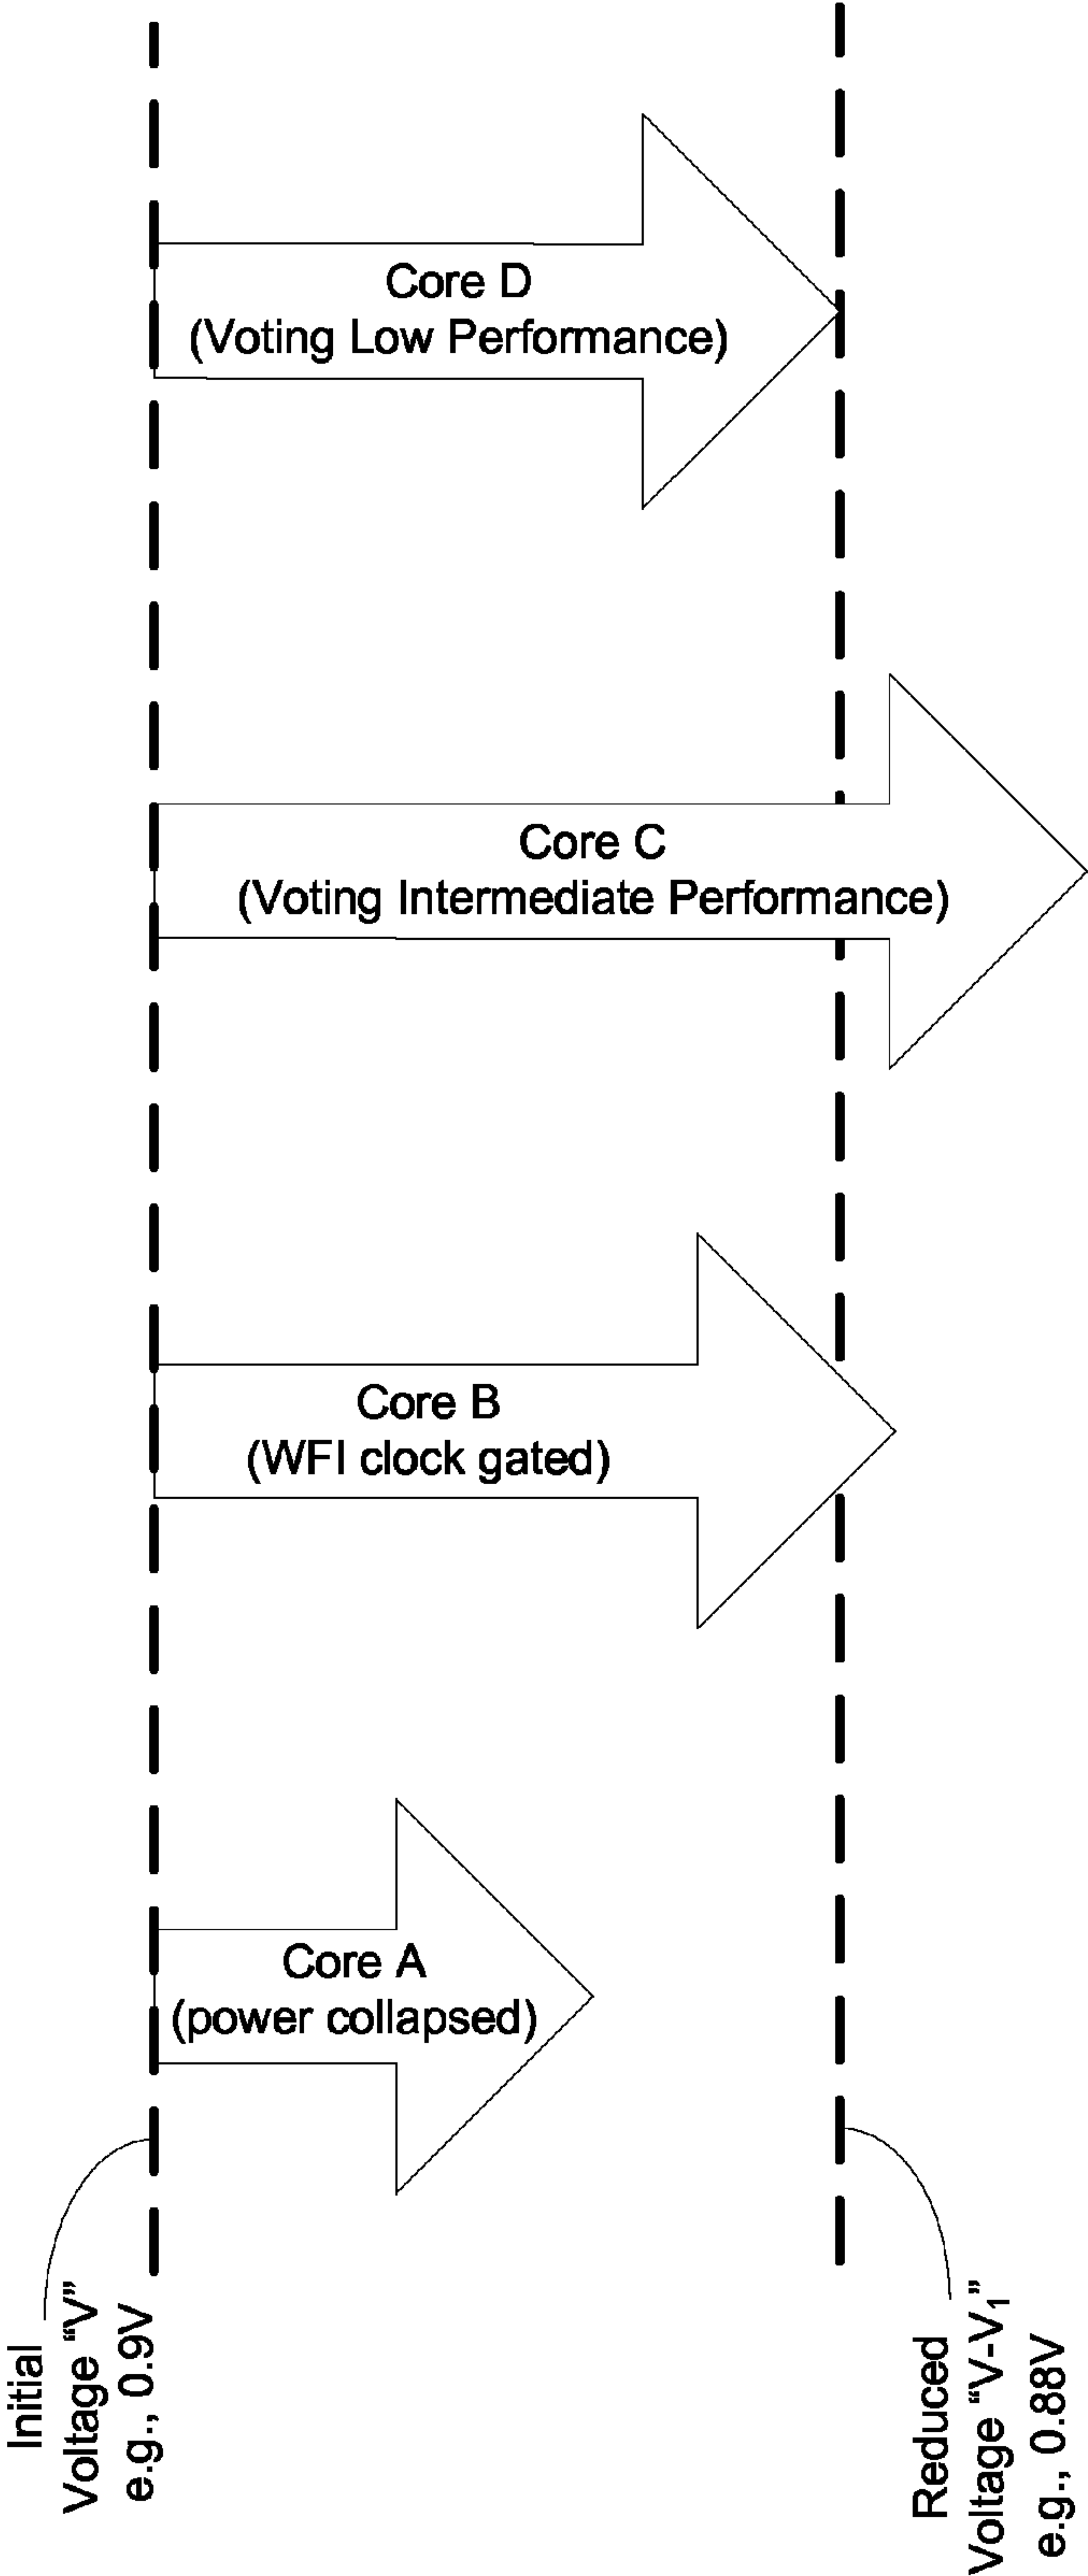 Initial
Voltage “V”
e.g., 0.9V
Reduced
Voltage “V-V₁”
e.g., 0.88V
Core A
(power collapsed)
Core B
(WFI clock gated)
Core C
(Voting Intermediate Performance)
Core D
(Voting Low Performance)